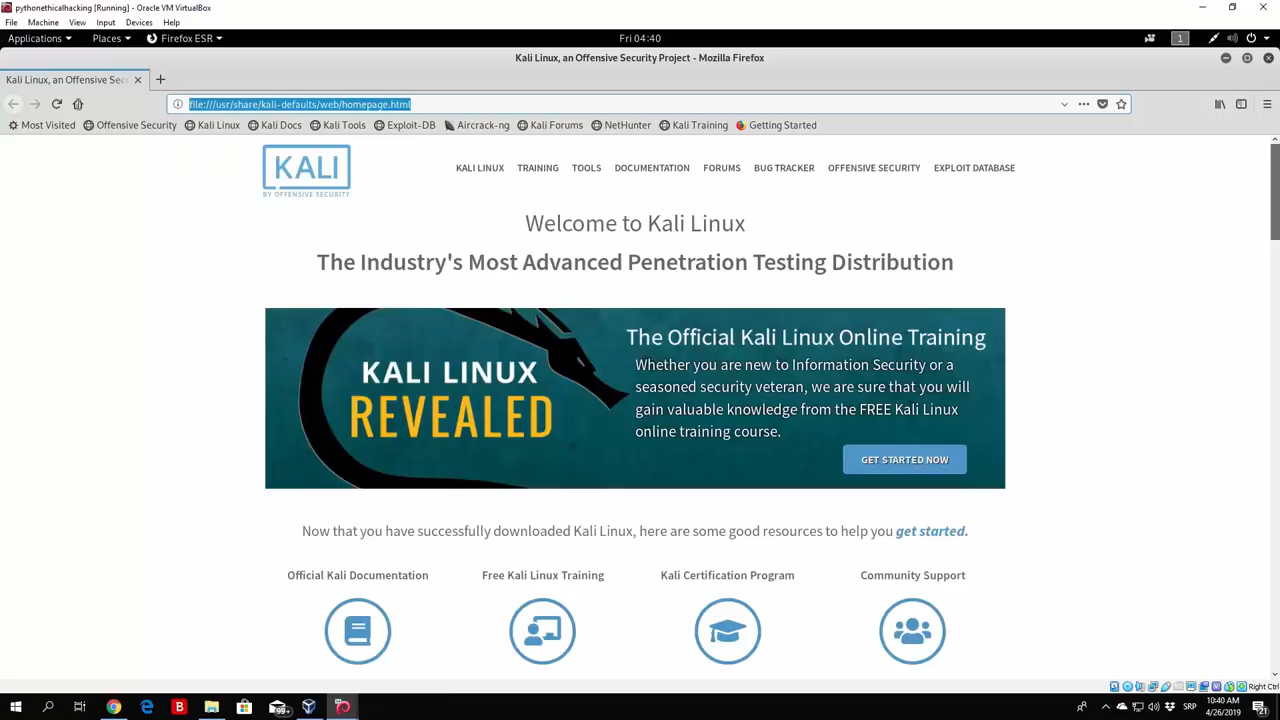 pythonethicalhacking [Running] - Oracle VM VirtualBox
File Machine View Input Devices Help
Applications Places Firefox ESR Fri 04:40 1
Kali Linux, an Offensive Security Project - Mozilla Firefox
Kali Linux, an Offensive Sec
file:///usr/share/kali-defaults/web/homepage.html
Most Visited Offensive Security Kali Linux Kali Docs Kali Tools Exploit-DB Aircrack-ng Kali Forums NetHunter Kali Training Getting Started
KALI
BY OFFENSIVE SECURITY
KALI LINUX TRAINING TOOLS DOCUMENTATION FORUMS BUG TRACKER OFFENSIVE SECURITY EXPLOIT DATABASE
Welcome to Kali Linux
The Industry's Most Advanced Penetration Testing Distribution
KALI LINUX
REVEALED
The Official Kali Linux Online Training
Whether you are new to Information Security or a
seasoned security veteran, we are sure that you will
gain valuable knowledge from the FREE Kali Linux
online training course.
GET STARTED NOW
Now that you have successfully downloaded Kali Linux, here are some good resources to help you get started.
Official Kali Documentation Free Kali Linux Training Kali Certification Program Community Support
Right Ctrl
B 99+ SRP 10:40 AM
4/26/2019 21